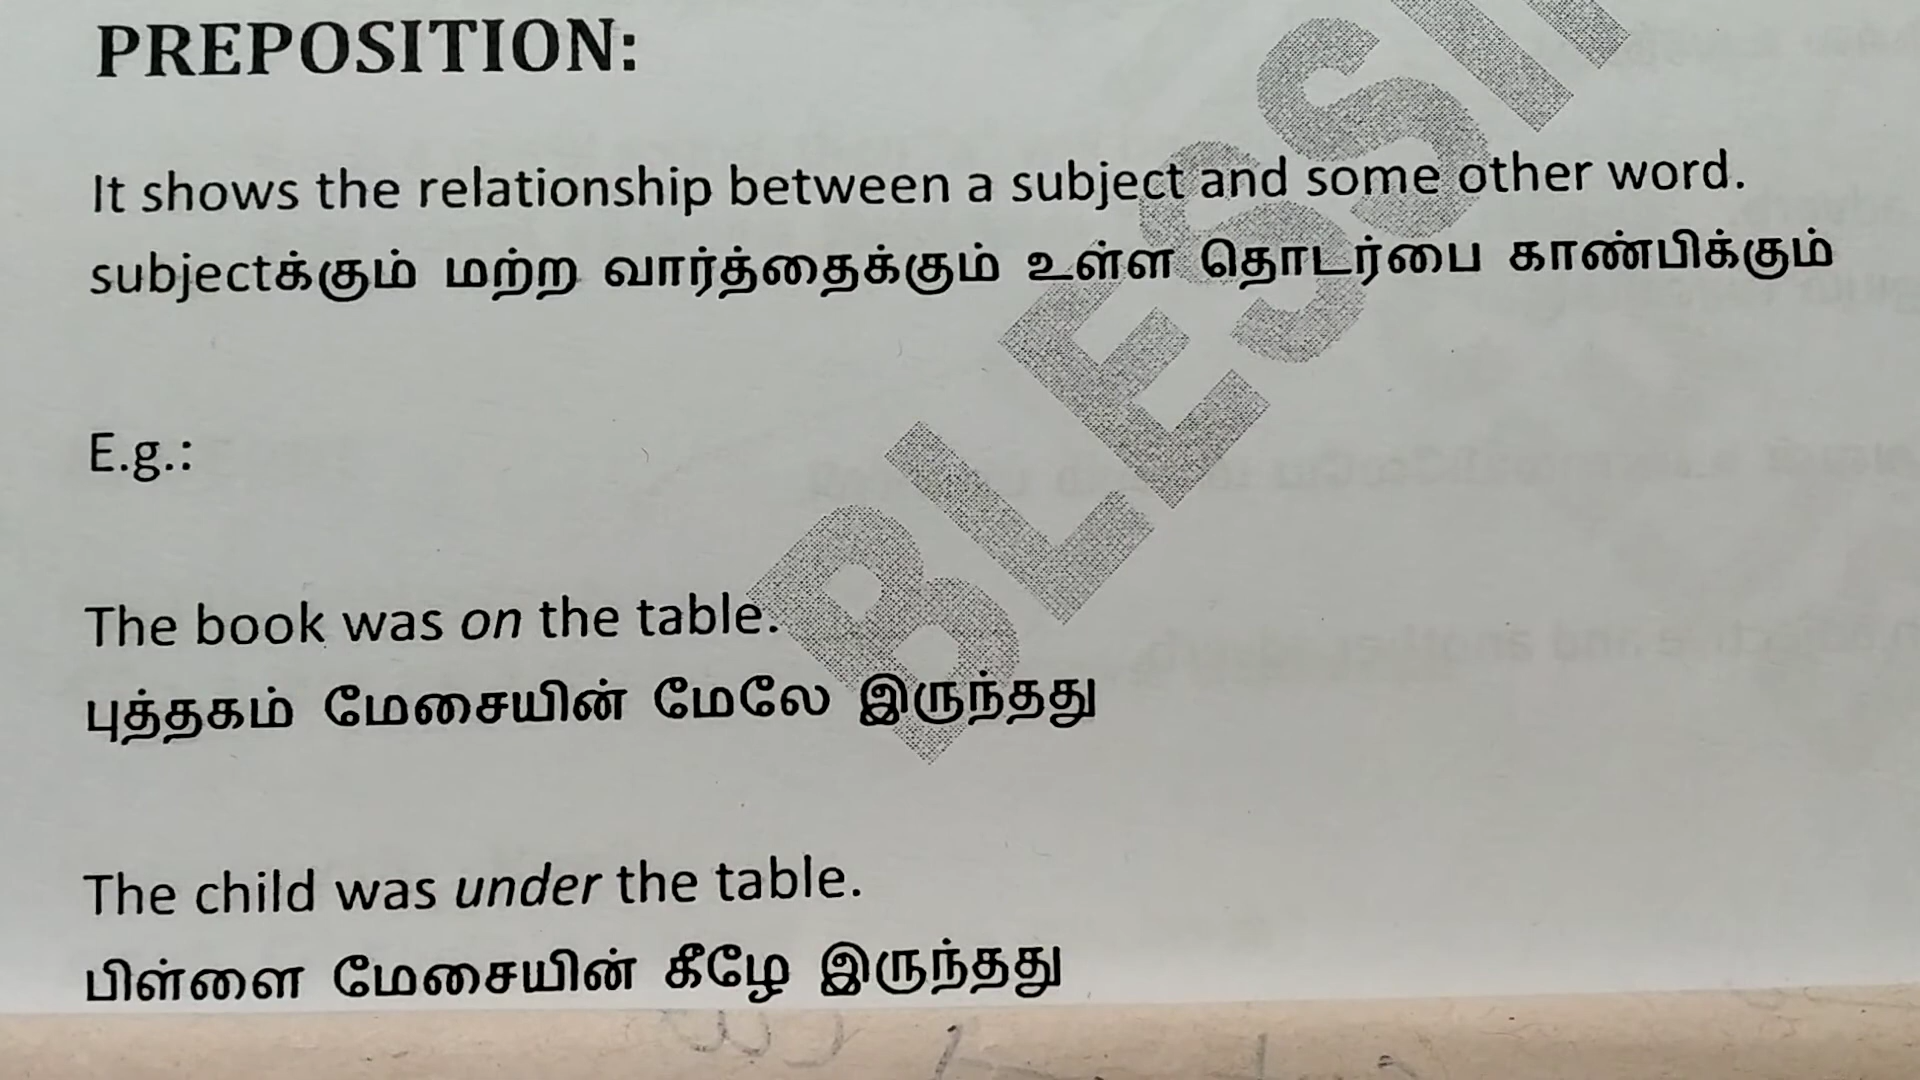 PREPOSITION:
It shows the relationship between a subject and some other word.
subjectக்கும் மற்ற வார்த்தைக்கும் உள்ள தொடர்பை காண்பிக்கும்
E.g.:
The book was on the table.
புத்தகம் மேசையின் மேலே இருந்தது
The child was under the table.
பிள்ளை மேசையின் கீழே இருந்தது
BLESSI